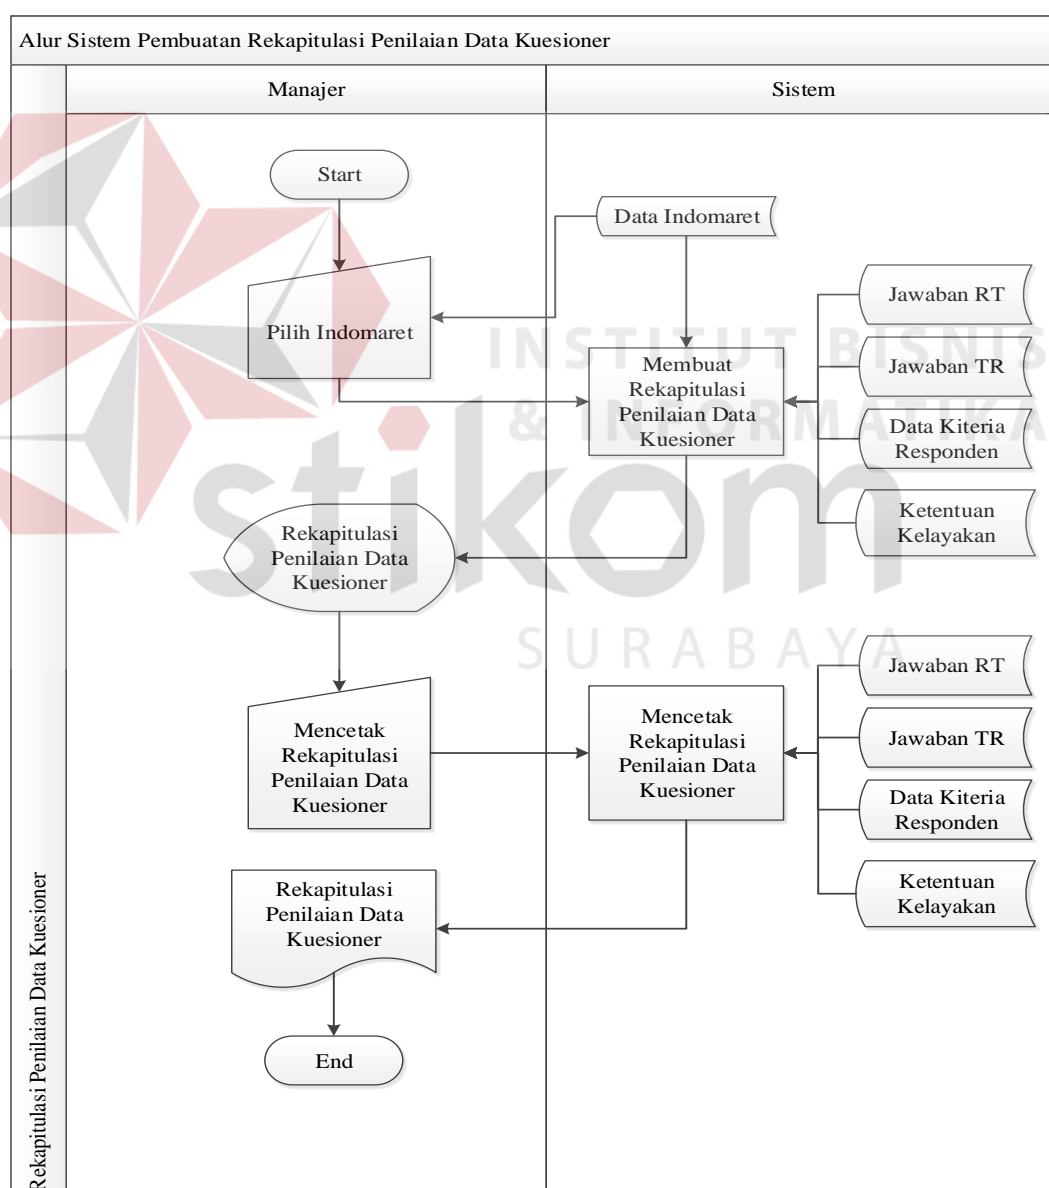 Alur Sistem Pembuatan Rekapitulasi Penilaian Data Kuesioner
Manajer
Sistem
Start
Data Indomaret
Pilih Indomaret
Membuat
Rekapitulasi
Penilaian Data
Kuesioner
Jawaban RT
Jawaban TR
Data Kiteria
Responden
Ketentuan
Kelayakan
Rekapitulasi
Penilaian Data
Kuesioner
Mencetak
Rekapitulasi
Penilaian Data
Kuesioner
Mencetak
Rekapitulasi
Penilaian Data
Kuesioner
Jawaban RT
Jawaban TR
Data Kiteria
Responden
Ketentuan
Kelayakan
Rekapitulasi
Penilaian Data
Kuesioner
End
Rekapitulasi Penilaian Data Kuesioner
INSTITUT BISNIS
& INFORMATIKA
stikom
SURABAYA